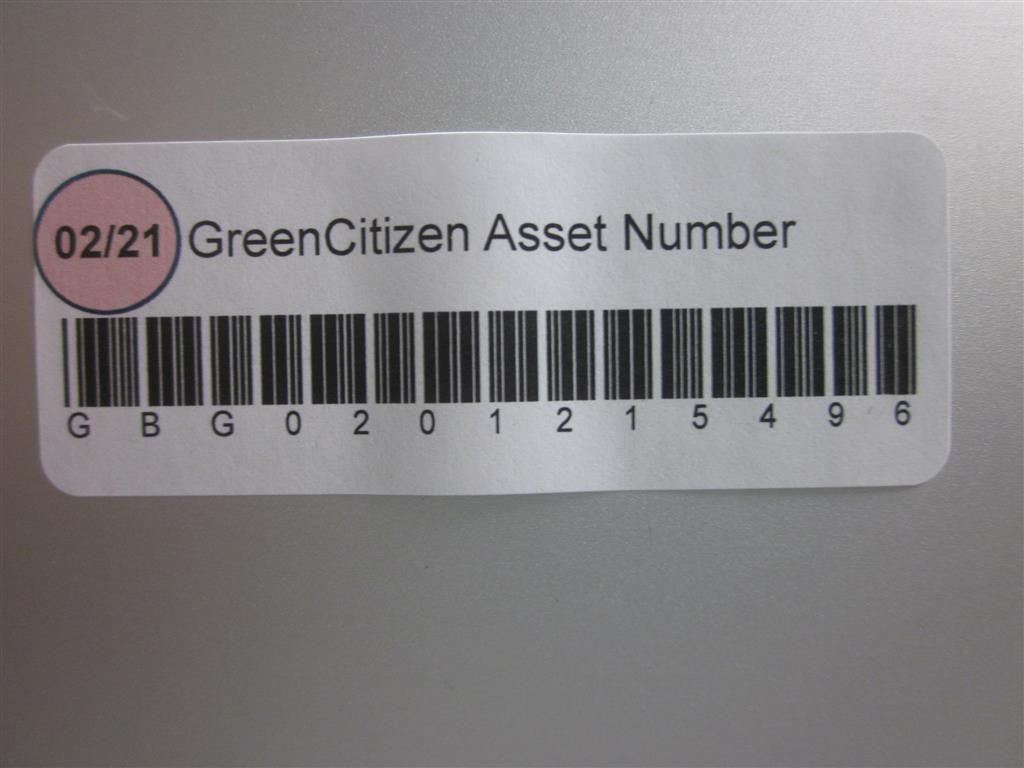 02/21 GreenCitizen Asset Number
G B G 0 2 0 1 2 1 5 4 9 6